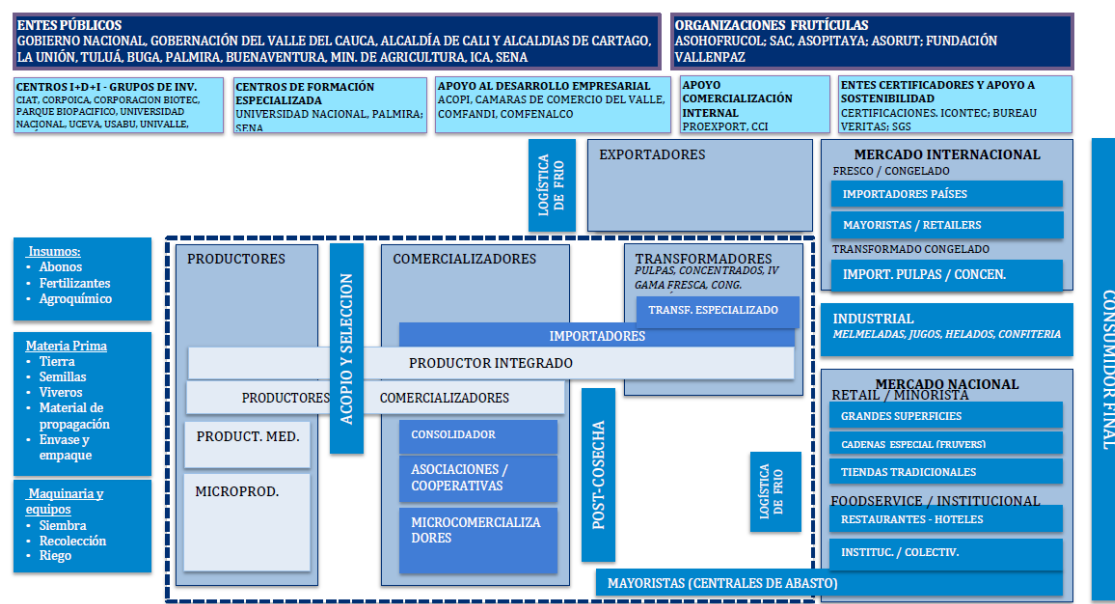 ENTES PÚBLICOS
GOBIERNO NACIONAL, GOBERNACIÓN DEL VALLE DEL CAUCA, ALCALDÍA DE CALI Y ALCALDIAS DE CARTAGO,
LA UNIÓN, TULUÁ, BUGA, PALMIRA, BUENAVENTURA, MIN. DE AGRICULTURA, ICA, SENA
ORGANIZACIONES FRUTÍCULAS
ASOHOFRUCOL; SAC, ASOPITAYA; ASORUT; FUNDACIÓN
VALLENPAZ
CENTROS I+D+I - GRUPOS DE INV.
CIAT, CORPOICA, CORPORACION BIOTEC,
PARQUE BIOPACIFICO, UNIVERSIDAD
NACIONAL, UCEVA, USABU, UNIVALLE,
CENTROS DE FORMACIÓN
ESPECIALIZADA
UNIVERSIDAD NACIONAL, PALMIRA;
SENA
APOYO AL DESARROLLO EMPRESARIAL
ACOPI, CAMARAS DE COMERCIO DEL VALLE,
COMFANDI, COMFENALCO
APOYO
COMERCIALIZACIÓN
INTERNAL
PROEXPORT, CCI
ENTES CERTIFICADORES Y APOYO A
SOSTENIBILIDAD
CERTIFICACIONES. ICONTEC; BUREAU
VERITAS; SGS
LOGÍSTICA
DE FRIO
EXPORTADORES
MERCADO INTERNACIONAL
FRESCO / CONGELADO
IMPORTADORES PAÍSES
MAYORISTAS / RETAILERS
TRANSFORMADO CONGELADO
IMPORT. PULPAS / CONCEN.
Insumos:
• Abonos
• Fertilizantes
• Agroquímico
Materia Prima
• Tierra
• Semillas
• Viveros
• Material de
propagación
• Envase y
empaque
Maquinaria y
equipos
• Siembra
• Recolección
• Riego
PRODUCTORES
ACOPIO Y SELECCION
COMERCIALIZADORES
TRANSFORMADORES
PULPAS, CONCENTRADOS, IV
GAMA FRESCA, CONG.
TRANSF. ESPECIALIZADO
IMPORTADORES
PRODUCTOR INTEGRADO
PRODUCTORES
COMERCIALIZADORES
PRODUCT. MED.
MICROPROD.
CONSOLIDADOR
ASOCIACIONES /
COOPERATIVAS
MICROCOMERCIALIZA
DORES
POST-COSECHA
LOGÍSTICA
DE FRIO
MAYORISTAS (CENTRALES DE ABASTO)
INDUSTRIAL
MELMELADAS, JUGOS, HELADOS, CONFITERIA
MERCADO NACIONAL
RETAIL / MINORISTA
GRANDES SUPERFICIES
CADENAS ESPECIAL (FRUVERS)
TIENDAS TRADICIONALES
FOODSERVICE / INSTITUCIONAL
RESTAURANTES - HOTELES
INSTITUC. / COLECTIV.
CONSUMIDOR FINAL